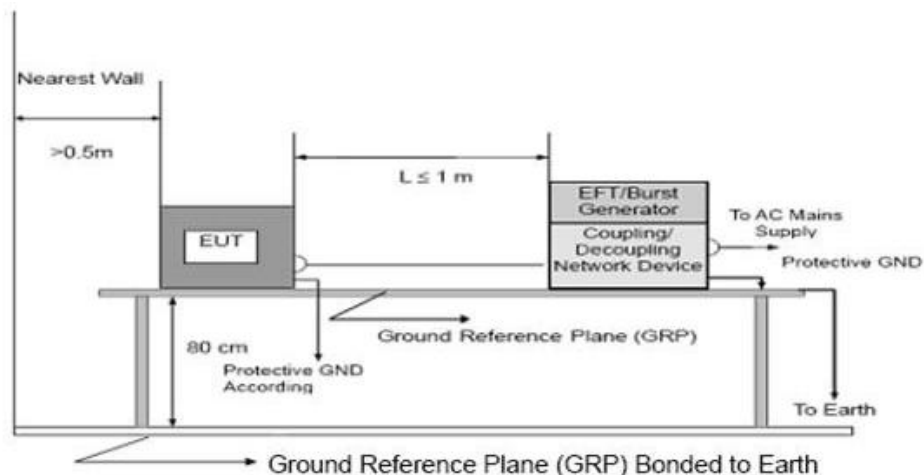 Nearest Wall
>0.5m
L ≤ 1 m
EUT
EFT/Burst
Generator
Coupling/
Decoupling
Network Device
To AC Mains
Supply
Protective GND
Ground Reference Plane (GRP)
80 cm
Protective GND
According
To Earth
Ground Reference Plane (GRP) Bonded to Earth